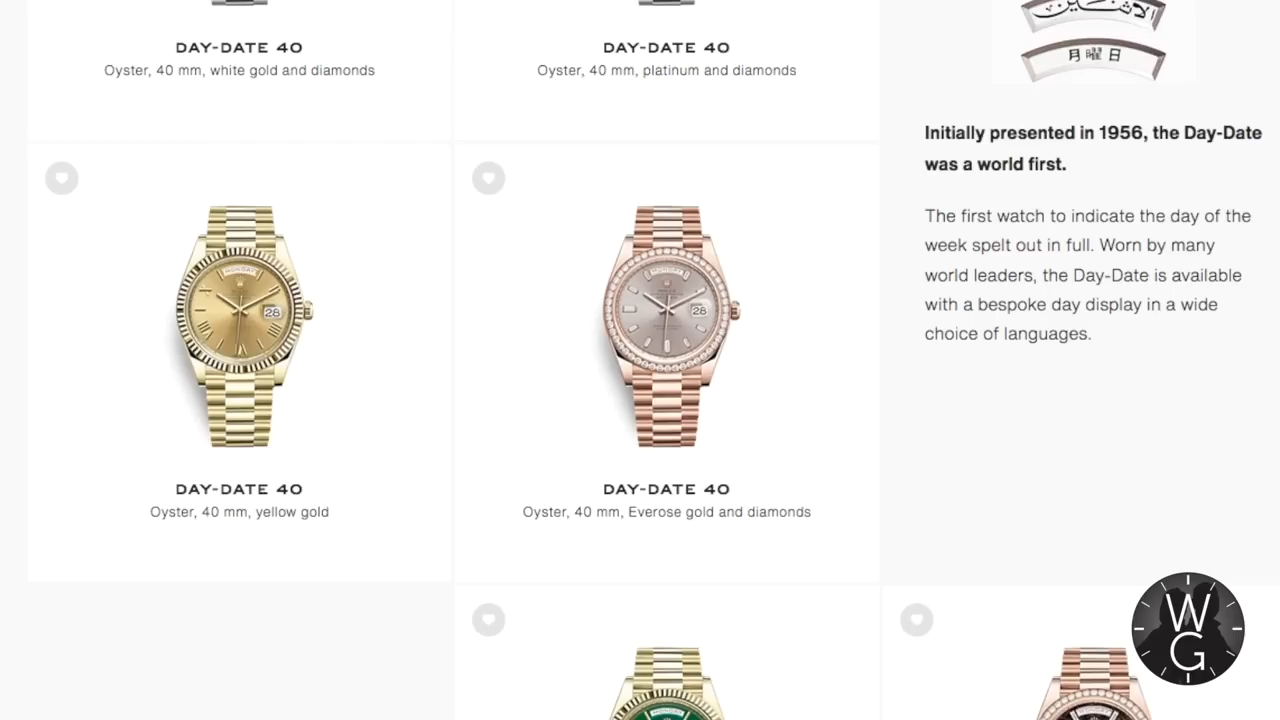 DAY-DATE 40
Oyster, 40 mm, white gold and diamonds
DAY-DATE 40
Oyster, 40 mm, platinum and diamonds
الاثنين
月曜日
Initially presented in 1956, the Day-Date
was a world first.
The first watch to indicate the day of the
week spelt out in full. Worn by many
world leaders, the Day-Date is available
with a bespoke day display in a wide
choice of languages.
MONDAY
28
MONDAY
28
DAY-DATE 40
Oyster, 40 mm, yellow gold
DAY-DATE 40
Oyster, 40 mm, Everose gold and diamonds
MONDAY
WG